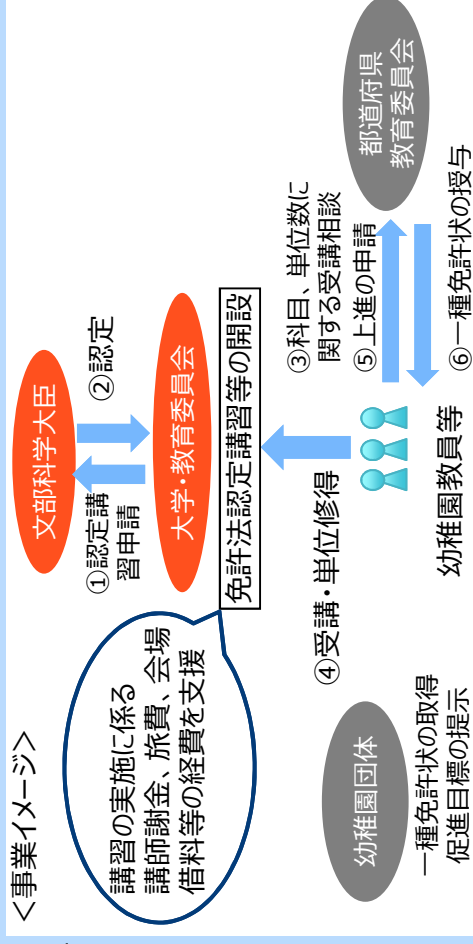 ＜事業イメージ＞
講習の実施に係る
講師謝金、旅費、会場
借料等の経費を支援
文部科学大臣
①認定講
習申請
②認定
大学・教育委員会
免許法認定講習等の開設
④受講・単位修得
③科目、単位数に
関する受講相談
⑤上進の申請
都道府県
教育委員会
⑥一種免許状の授与
幼稚園教員等
幼稚園団体
一種免許状の取得
促進目標の提示